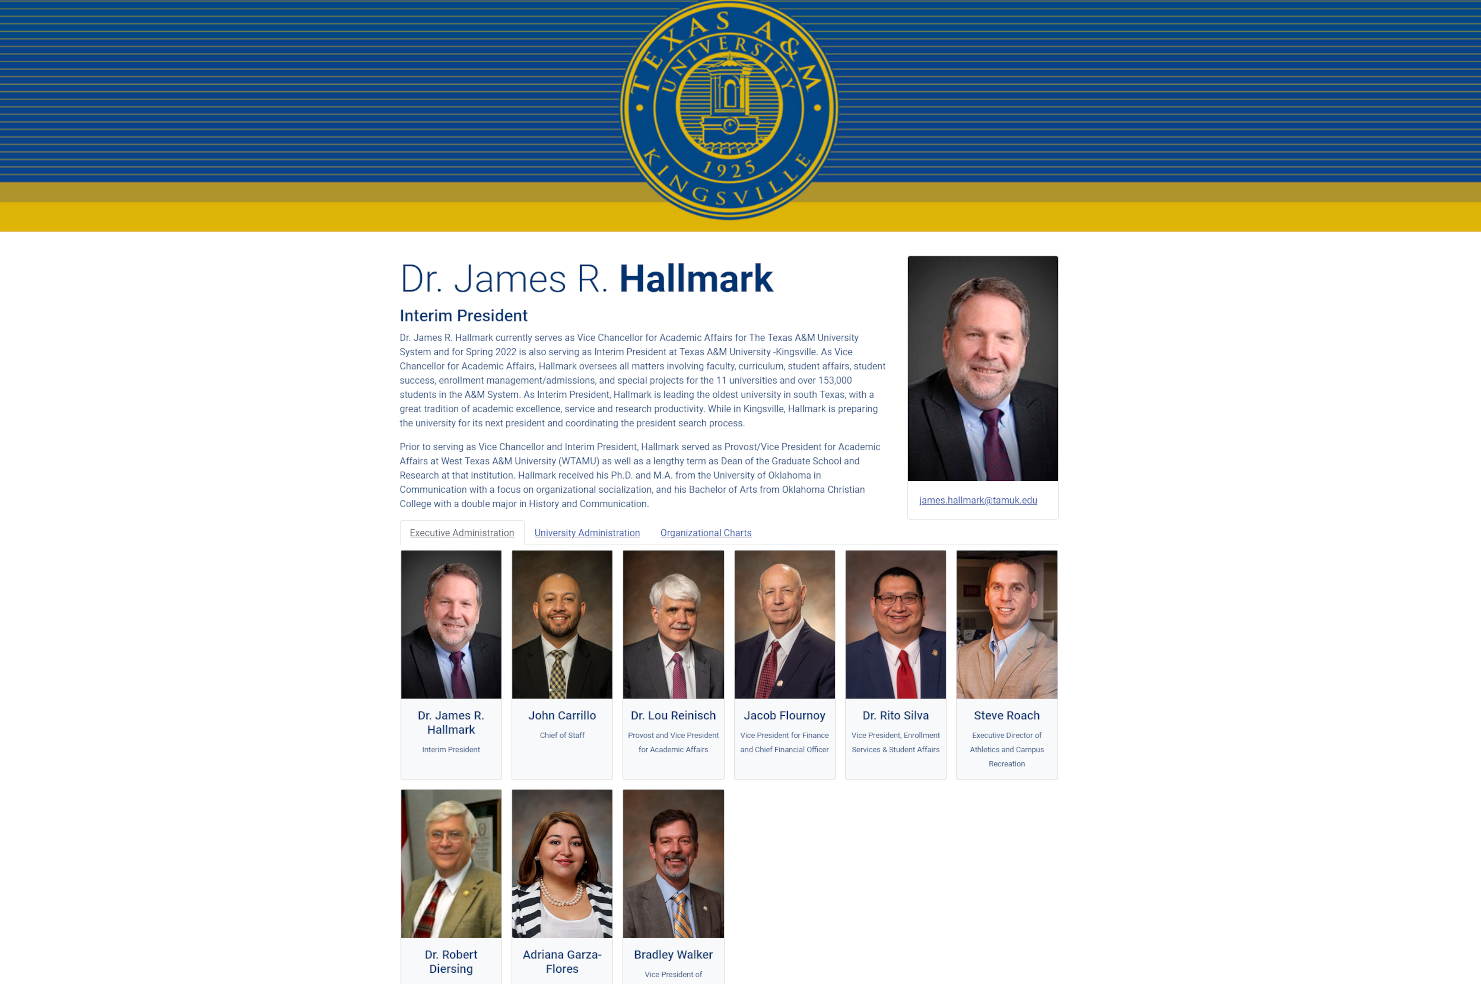 TEXAS A&M
UNIVERSITY
1925
KINGSVILLE
Dr. James R. Hallmark
Interim President
Dr. James R. Hallmark currently serves as Vice Chancellor for Academic Affairs for The Texas A&M University
System and for Spring 2022 is also serving as Interim President at Texas A&M University -Kingsville. As Vice
Chancellor for Academic Affairs, Hallmark oversees all matters involving faculty, curriculum, student affairs, student
success, enrollment management/admissions, and special projects for the 11 universities and over 153,000
students in the A&M System. As Interim President, Hallmark is leading the oldest university in south Texas, with a
great tradition of academic excellence, service and research productivity. While in Kingsville, Hallmark is preparing
the university for its next president and coordinating the president search process.
Prior to serving as Vice Chancellor and Interim President, Hallmark served as Provost/Vice President for Academic
Affairs at West Texas A&M University (WTAMU) as well as a lengthy term as Dean of the Graduate School and
Research at that institution. Hallmark received his Ph.D. and M.A. from the University of Oklahoma in
Communication with a focus on organizational socialization, and his Bachelor of Arts from Oklahoma Christian
College with a double major in History and Communication.
james.hallmark@tamuk.edu
Executive Administration
University Administration
Organizational Charts
Dr. James R.
Hallmark
Interim President
John Carrillo
Chief of Staff
Dr. Lou Reinisch
Provost and Vice President
for Academic Affairs
Jacob Flournoy
Vice President for Finance
and Chief Financial Officer
Dr. Rito Silva
Vice President, Enrollment
Services & Student Affairs
Steve Roach
Executive Director of
Athletics and Campus
Recreation
Dr. Robert
Diersing
Adriana Garza-
Flores
Bradley Walker
Vice President of